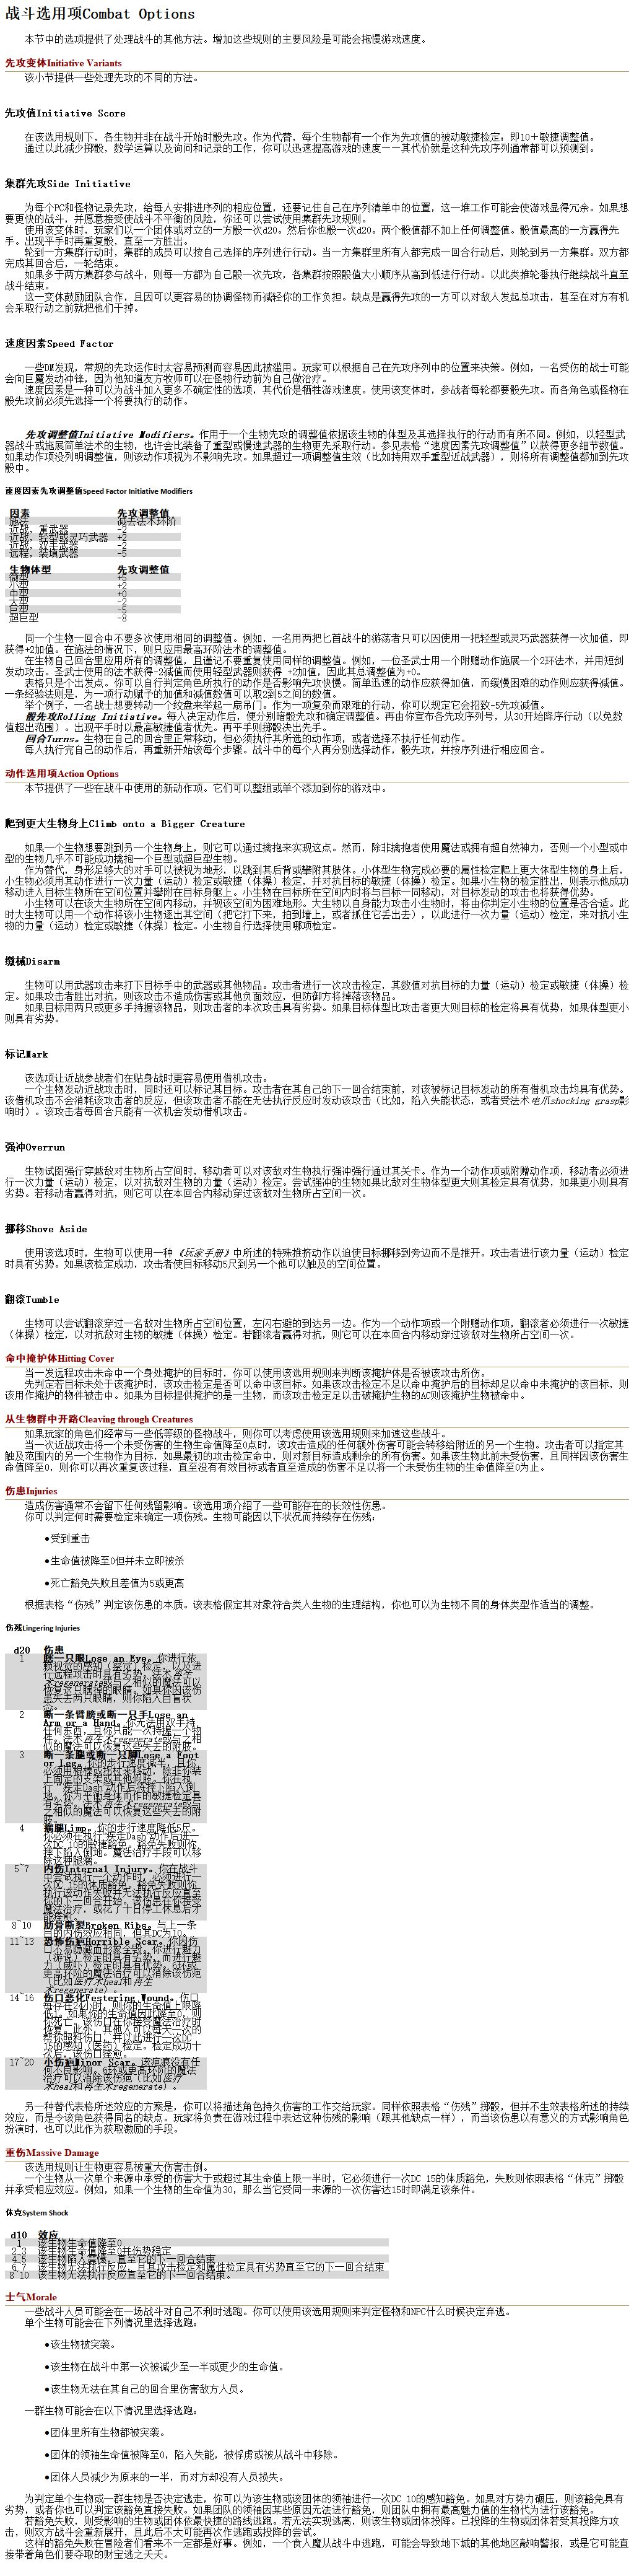 战斗选用项Combat Options
本节中的选项提供了处理战斗的其他方法。增加这些规则的主要风险是可能会拖慢游戏速度。
先攻变体Initiative Variants
该小节提供一些处理先攻的不同的方法。
先攻值Initiative Score
在该选用规则下，各生物并非在战斗开始时骰先攻。作为代替，每个生物都有一个作为先攻值的被动敏捷检定：即10＋敏捷调整值。
通过以此减少掷骰，数学运算以及询问和记录的工作，你可以迅速提高游戏的速度——其代价就是这种先攻序列通常都可以预测到。
集群先攻Side Initiative
为每个PC和怪物记录先攻，给每人安排进序列的相应位置，还要记住自己在序列清单中的位置，这一堆工作可能会使游戏显得冗余。如果想
要更快的战斗，并愿意接受使战斗不平衡的风险，你还可以尝试使用集群先攻规则。
使用该变体时，玩家们以一个团体或对立的一方骰一次d20。然后你也骰一次d20。两个骰值都不加上任何调整值。骰值最高的一方赢得先
手。出现平手时再重复骰，直至一方胜出。
轮到一方集群行动时，集群的成员可以按自己选择的序列进行行动。当一方集群里所有人都完成一回合行动后，则轮到另一方集群。双方都
完成其回合后，一轮结束。
如果多于两方集群参与战斗，则每一方都为自己骰一次先攻，各集群按照骰值大小顺序从高到低进行行动。以此类推轮番执行继续战斗直至
战斗结束。
这一变体鼓励团队合作，且因可以更容易的协调怪物而减轻你的工作负担。缺点是赢得先攻的一方可以对敌人发起总攻击，甚至在对方有机
会采取行动之前就把他们干掉。
速度因素Speed Factor
一些DM发现，常规的先攻运作时太容易预测而容易因此被滥用。玩家可以根据自己在先攻序列中的位置来决策。例如，一名受伤的战士可能
会向巨魔发动冲锋，因为他知道友方牧师可以在怪物行动前为自己做治疗。
速度因素是一种可以为战斗加入更多不确定性的选项，其代价是牺牲游戏速度。使用该变体时，参战者每轮都要骰先攻。而各角色或怪物在
骰先攻前必须先选择一个将要执行的动作。
先攻调整值Initiative Modifiers。作用于一个生物先攻的调整值依据该生物的体型及其选择执行的行动而有所不同。例如，以轻型武
器战斗或施展简单法术的生物，也许会比装备了重型或慢速武器的生物更先采取行动。参见表格“速度因素先攻调整值”以获得更多细节数值。
如果动作项没列明调整值，则该动作项视为不影响先攻。如果超过一项调整值生效（比如持用双手重型近战武器），则将所有调整值都加到先攻
骰中。
速度因素先攻调整值Speed Factor Initiative Modifiers
因素 先攻调整值
施法 减去法术环阶
近战，重武器 -2
近战，轻型或灵巧武器 +2
近战，双手武器 -2
远程，装填武器 -5
生物体型 先攻调整值
微型 +5
小型 +2
中型 +0
大型 -2
巨型 -5
超巨型 -8
同一个生物一回合中不要多次使用相同的调整值。例如，一名用两把匕首战斗的游荡者只可以因使用一把轻型或灵巧武器获得一次加值，即
获得+2加值。在施法的情况下，则只应用最高环阶法术的调整值。
在生物自己回合里应用所有的调整值，且谨记不要重复使用同样的调整值。例如，一位圣武士用一个附赠动作施展一个2环法术，并用短剑
发动攻击。圣武士使用的法术获得-2减值而使用轻型武器则获得 +2加值，因此其总调整值为+0。
表格只是个出发点。你可以自行判定角色所执行的动作是否影响先攻快慢。简单迅速的动作应获得加值，而缓慢困难的动作则应获得减值。
一条经验法则是，为一项行动赋予的加值和减值数值可以取2到5之间的数值。
举个例子，一名战士想要转动一个绞盘来举起一扇吊门。作为一项复杂而艰难的行动，你可以规定它会招致-5先攻减值。
骰先攻Rolling Initiative。每人决定动作后，便分别暗骰先攻和确定调整值。再由你宣布各先攻序列号，从30开始降序行动（以免数
值超出范围）。出现平手时以最高敏捷值者优先。再平手则掷骰决出先手。
回合Turns。生物在自己的回合里正常移动，但必须执行其所选的动作项，或者选择不执行任何动作。
每人执行完自己的动作后，再重新开始该每个步骤。战斗中的每个人再分别选择动作，骰先攻，并按序列进行相应回合。
动作选用项Action Options
本节提供了一些在战斗中使用的新动作项。它们可以整组或单个添加到你的游戏中。
爬到更大生物身上Climb onto a Bigger Creature
如果一个生物想要跳到另一个生物身上，则它可以通过擒抱来实现这点。然而，除非擒抱者使用魔法或拥有超自然神力，否则一个小型或中
型的生物几乎不可能成功擒抱一个巨型或超巨型生物。
作为替代，身形足够大的对手可以被视为地形，以跳到其后背或攀附其肢体。小体型生物完成必要的属性检定爬上更大体型生物的身上后，
小生物必须用其动作进行一次力量（运动）检定或敏捷（体操）检定，并对抗目标的敏捷（体操）检定。如果小生物的检定胜出，则表示他成功
移动进入目标生物所在空间位置并攀附在目标身躯上。小生物在目标所在空间内时将与目标一同移动，对目标发动的攻击也将获得优势。
小生物可以在该大生物所在空间内移动，并视该空间为困难地形。大生物以自身能力攻击小生物时，将由你判定小生物的位置是否合适。此
时大型生物可以用一个动作将该小生物逐出其空间（把它打下来，拍到墙上，或者抓住它丢出去），以此进行一次力量（运动）检定，来对抗小生
物的力量（运动）检定或敏捷（体操）检定。小生物自行选择使用哪项检定。
缴械Disarm
生物可以用武器攻击来打下目标手中的武器或其他物品。攻击者进行一次攻击检定，其数值对抗目标的力量（运动）检定或敏捷（体操）检
定。如果攻击者胜出对抗，则该攻击不造成伤害或其他负面效应，但防御方将掉落该物品。
如果目标用两只或更多手持握该物品，则攻击者的本次攻击具有劣势。如果目标体型比攻击者更大则目标的检定将具有优势，如果体型更小
则具有劣势。
标记Mark
该选项让近战参战者们在贴身战时更容易使用借机攻击。
一个生物发动近战攻击时，同时还可以标记其目标。攻击者在其自己的下一回合结束前，对该被标记目标发动的所有借机攻击均具有优势。
该借机攻击不会消耗该攻击者的反应，但该攻击者不能在无法执行反应时发动该攻击（比如，陷入失能状态，或者受法术电爪shocking grasp影
响时）。该攻击者每回合只能有一次机会发动借机攻击。
强冲Overrun
生物试图强行穿越敌对生物所占空间时，移动者可以对该敌对生物执行强冲强行通过其关卡。作为一个动作项或附赠动作项，移动者必须进
行一次力量（运动）检定，以对抗敌对生物的力量（运动）检定。尝试强冲的生物如果比敌对生物体型更大则其检定具有优势，如果更小则具有
劣势。若移动者赢得对抗，则它可以在本回合内移动穿过该敌对生物所占空间一次。
挪移Shove Aside
使用该选项时，生物可以使用一种《玩家手册》中所述的特殊推挤动作以迫使目标挪移到旁边而不是推开。攻击者进行该力量（运动）检定
时具有劣势。如果该检定成功，攻击者使目标移动5尺到另一个他可以触及的空间位置。
翻滚Tumble
生物可以尝试翻滚穿过一名敌对生物所占空间位置，左闪右避的到达另一边。作为一个动作项或一个附赠动作，翻滚者必须进行一次敏捷
（体操）检定，以对抗敌对生物的敏捷（体操）检定。若翻滚者赢得对抗，则它可以在本回合内移动穿过该敌对生物所占空间一次。
命中掩护体Hitting Cover
当一发远程攻击未命中一个身处掩护的目标时，你可以使用该选用规则来判断该掩护体是否被该攻击所伤。
先判定若目标未处于该掩护时，该攻击检定是否可以命中该目标。如果该攻击检定不足以命中掩护后的目标却足以命中未掩护的该目标，则
该用作掩护的物件被击中。如果为目标提供掩护的是一生物，而该攻击检定足以击破掩护生物的AC则该掩护生物被命中。
从生物群中开路Cleaving through Creatures
如果玩家的角色们经常与一些低等级的怪物战斗，则你可以考虑使用该选用规则来加速这些战斗。
当一次近战攻击将一个未受伤害的生物生命值降至0点时，该攻击造成的任何额外伤害可能会转移给附近的另一个生物。攻击者可以指定其
触及范围内的另一个生物作为目标，如果最初的攻击检定命中，则对新目标造成剩余的所有伤害。如果该生物此前未受伤害，且同样因该伤害生
命值降至0，则你可以再次重复该过程，直至没有有效目标或者直至造成的伤害不足以将一个未受伤生物的生命值降至0为止。
伤患Injuries
造成伤害通常不会留下任何残留影响。该选用项介绍了一些可能存在的长效性伤患。
你可以判定何时需要检定来确定一项伤残。生物可能因以下状况而持续存在伤残：
●受到重击
●生命值被降至0但并未立即被杀
●死亡豁免失败且差值为5或更高
根据表格“伤残”判定该伤患的本质。该表格假定其对象符合类人生物的生理结构，你也可以为生物不同的身体类型作适当的调整。
伤残Lingering Injuries
d20 伤患
1 瞎一只眼Lose an Eye。你进行依
赖视觉的感知（察觉）检定，以及进
行远程攻击时具有劣势。法术再生
术regenerate或与之相似的魔法可以
恢复这只瞎掉的眼睛。如果你因该伤
患失去两只眼睛，则你陷入目盲状
态。
2 断一条臂膀或断一只手Lose an
Arm or a Hand。你无法用双手持
任何东西，且你只能一次持握一个物
件。法术再生术regenerate或与之相
似的魔法可以恢复这些失去的附肢。
3 断一条腿或断一只脚Lose a Foot
or Leg。你的步行速度减半，且你
必须用棍棒或拐杖来移动，除非你装
上固定的支架或其他假肢。你在执
行 疾走Dash 动作后将摔下陷入倒
地。你为平衡身体而作的敏捷检定具
有劣势。法术再生术regenerate或与
之相似的魔法可以恢复这些失去的附
肢。
4 瘸腿Limp。你的步行速度降低5尺。
你必须在执行 疾走Dash 动作后进一
次DC 10的敏捷豁免。豁免失败则你
摔下陷入倒地。魔法治疗手段可以移
除这种腿瘸。
5~7 内伤Internal Injury。你在战斗
中尝试执行一个动作时，必须进行一
次DC 15的体质豁免。豁免失败则你
执行该动作失败并无法执行反应直至
你的下一回合开始。该伤患在你接受
魔法治疗，或花了十日停工休息后才
能痊愈。
8~10 肋骨断裂Broken Ribs。与上一条
目的内伤效应相同，但其DC为10。
11~13 恐怖伤疤Horrible Scar。你因伤
口不易隐藏而形象全毁。你进行魅力
（游说）检定时具有劣势，而进行魅
力（威吓）检定时具有优势。6环或
更高环阶的魔法治疗可以消除该伤疤
（比如医疗术heal和再生
术regenerate）。
14~16 伤口恶化Festering Wound。伤口
每存在24小时，则你的生命值上限降
低1。如果你的生命值因此降至0，则
你死亡。该伤口在你接受魔法治疗时
恢复。此外，其他人可以每天一次的
帮你照料伤口，并以此进行一次DC
15的感知（医药）检定。检定成功十
次后，该伤口痊愈。
17~20 小伤疤Minor Scar。该疤痕没有任
何不良影响。6环或更高环阶的魔法
治疗可以消除该伤疤（比如医疗
术heal和再生术regenerate）。
另一种替代表格所述效应的方案是，你可以将描述角色持久伤害的工作交给玩家。同样依照表格“伤残”掷骰，但并不生效表格所述的持续
效应，而是令该角色获得同名的缺点。玩家将负责在游戏过程中表达这种伤残的影响（跟其他缺点一样），而当该伤患以有意义的方式影响角色
扮演时，也可以此作为获取激励的手段。
重伤Massive Damage
该选用规则让生物更容易被重大伤害击倒。
一个生物从一次单个来源中承受的伤害大于或超过其生命值上限一半时，它必须进行一次DC 15的体质豁免，失败则依照表格“休克”掷骰
并承受相应效应。例如，如果一个生物的生命值为30，那么当它受同一来源的一次伤害达15时即满足该条件。
休克System Shock
d10 效应
1 该生物生命值降至0。
2~3 该生物生命值降至0并伤势稳定。
4~5 该生物陷入震慑，直至它的下一回合结束。
6~7 该生物无法执行反应，且其攻击检定和属性检定具有劣势直至它的下一回合结束
8~10 该生物无法执行反应直至它的下一回合结束。
士气Morale
一些战斗人员可能会在一场战斗对自己不利时逃跑。你可以使用该选用规则来判定怪物和NPC什么时候决定弃逃。
单个生物可能会在下列情况里选择逃跑：
●该生物被突袭。
●该生物在战斗中第一次被减少至一半或更少的生命值。
●该生物无法在其自己的回合里伤害敌方人员。
一群生物可能会在以下情况里选择逃跑：
●团体里所有生物都被突袭。
●团体的领袖生命值被降至0，陷入失能，被俘虏或被从战斗中移除。
●团体人员减少为原来的一半，而对方却没有人员损失。
为判定单个生物或一群生物是否决定逃走，你可以为该生物或该团体的领袖进行一次DC 10的感知豁免。如果对方势力碾压，则该豁免具有
劣势，或者你也可以判定该豁免直接失败。如果团队的领袖因某些原因无法进行豁免，则团队中拥有最高魅力值的生物代为进行该豁免。
若豁免失败，则受影响的生物或团体依最快捷的路线逃跑。若无法实现逃离，则该生物或团体投降。已投降的生物或团体若受其投降方攻
击，则双方战斗会重新展开，且此后不太可能再次作逃跑或投降的尝试。
这样的豁免失败在冒险者们看来不一定都是好事。例如，一个食人魔从战斗中逃跑，可能会导致地下城的其他地区敲响警报，或是它可能直
接带着角色们要夺取的财宝逃之夭夭。